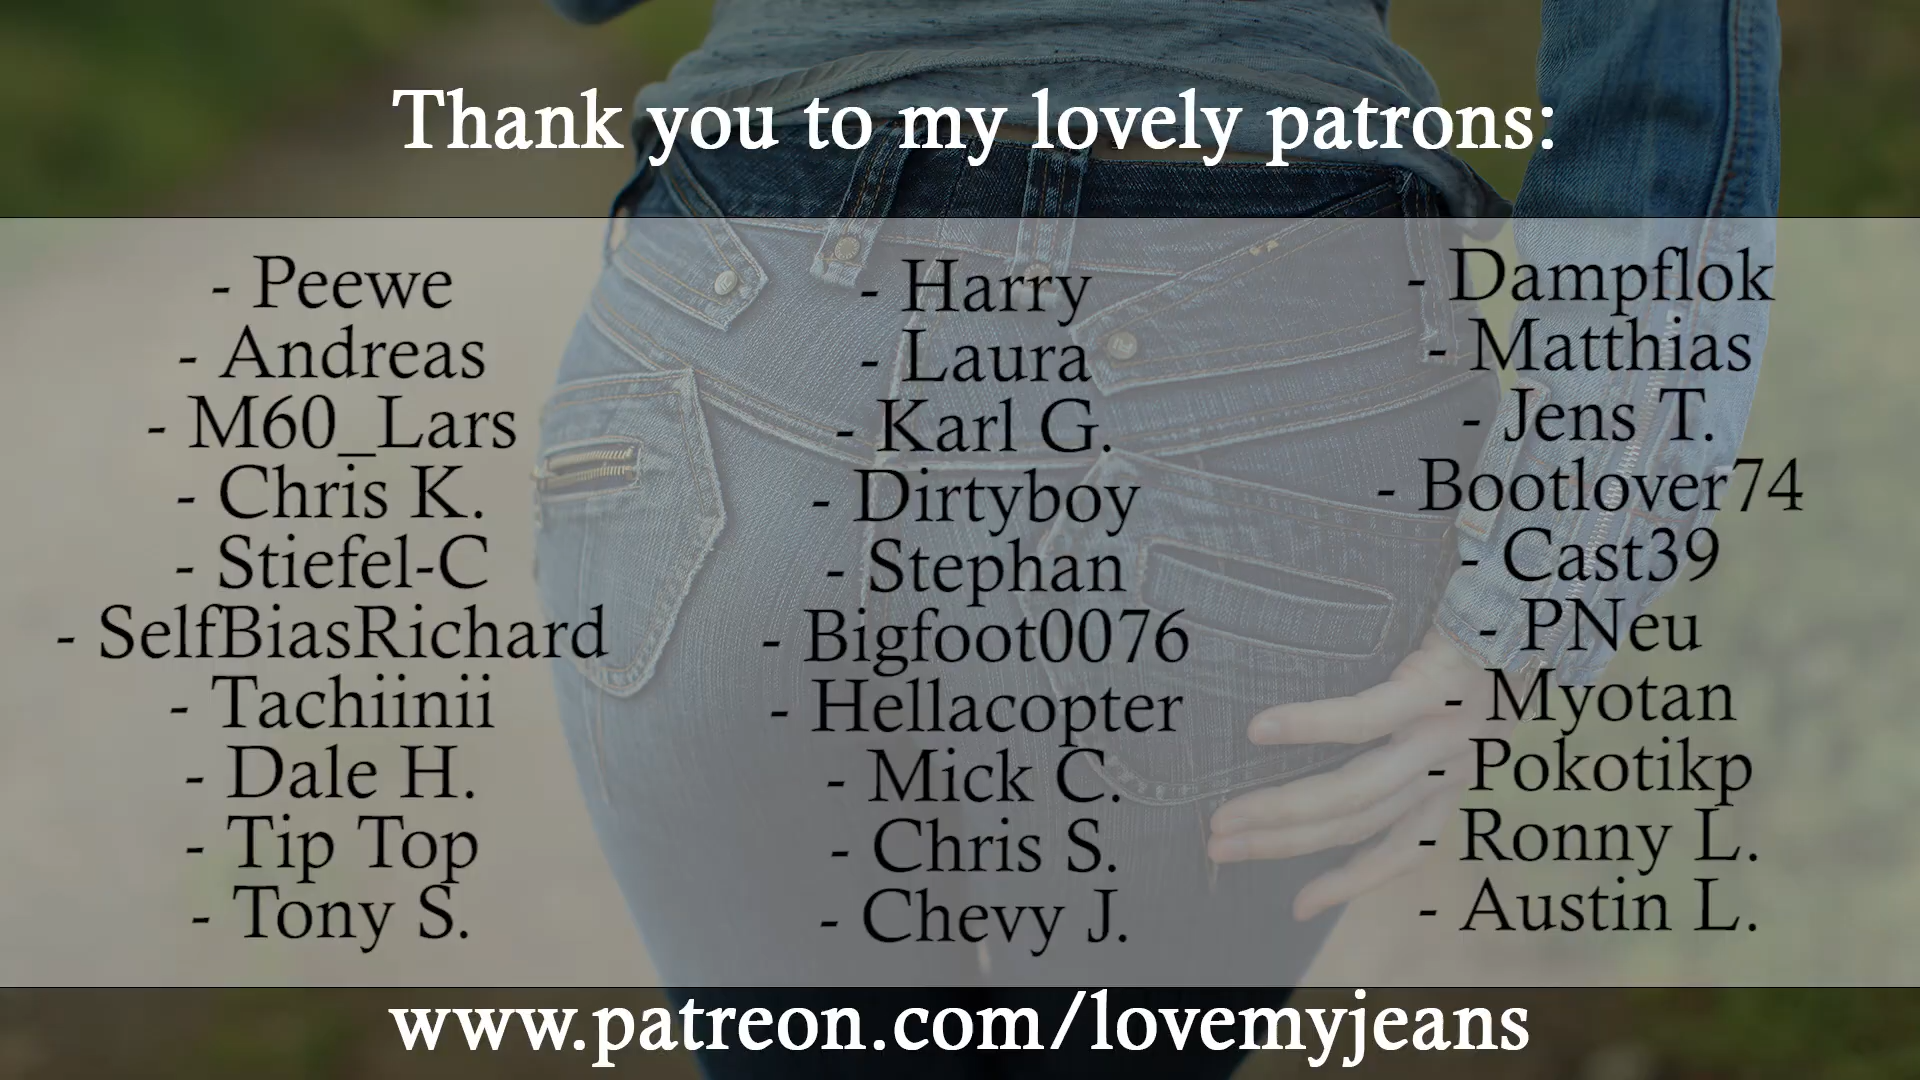 Thank you to my lovely patrons:
- Peewe
- Andreas
- M60_Lars
- Chris K.
- Stiefel-C
- SelfBiasRichard
- Tachiinii
- Dale H.
- Tip Top
- Tony S.
- Harry
- Laura
- Karl G.
- Dirtyboy
- Stephan
- Bigfoot0076
- Hellacopter
- Mick C.
- Chris S.
- Chevy J.
- Dampflok
- Matthias
- Jens T.
- Bootlover74
- Cast39
- PNeu
- Myotan
- Pokotikp
- Ronny L.
- Austin L.
www.patreon.com/lovemyjeans